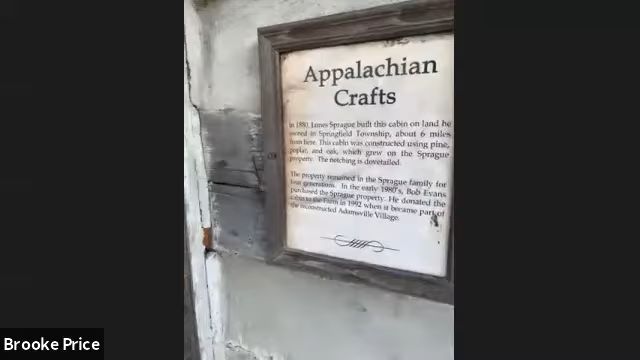 Appalachian
Crafts
In 1880, James Sprague built this cabin on land he
owned in Springfield Township, about 6 miles
from here. This cabin was constructed using pine,
poplar, and oak, which grew on the Sprague
property. The notching is dovetailed.
The property remained in the Sprague family for
four generations. In the early 1980's, Bob Evans
purchased the Sprague property. He donated the
cabin to the Farm in 1992 when it became part of
the reconstructed Adamsville Village.
Brooke Price